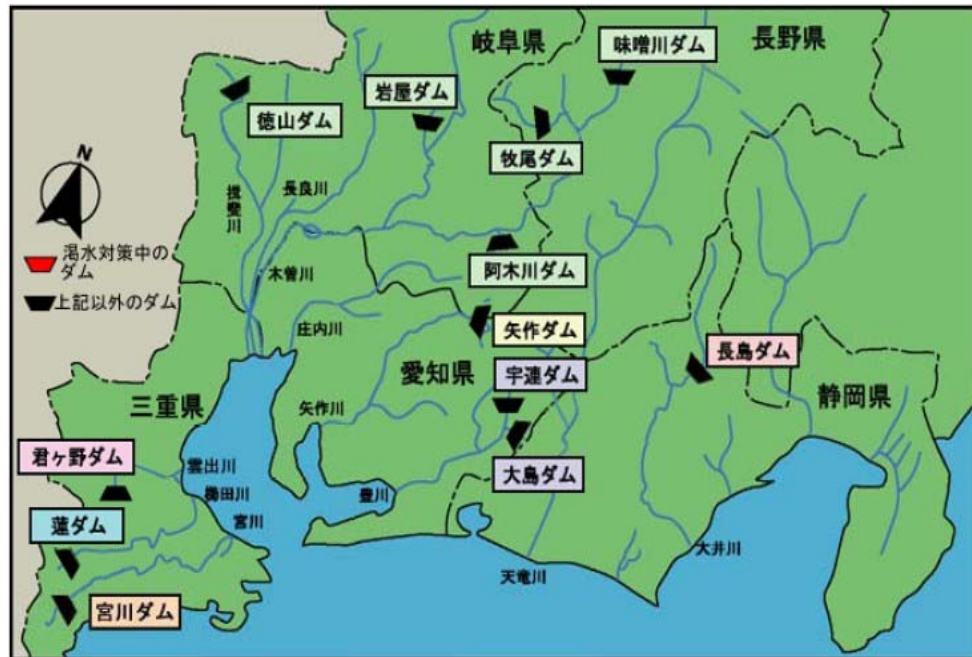 岐阜県
味噌川ダム
長野県
岩屋ダム
徳山ダム
牧尾ダム
N
揖斐川
長良川
渇水対策中の
ダム
木曽川
阿木川ダム
上記以外のダム
庄内川
矢作ダム
長島ダム
愛知県
宇連ダム
静岡県
三重県
矢作川
君ヶ野ダム
雲出川
大島ダム
櫛田川
豊川
蓮ダム
宮川
大井川
天竜川
宮川ダム